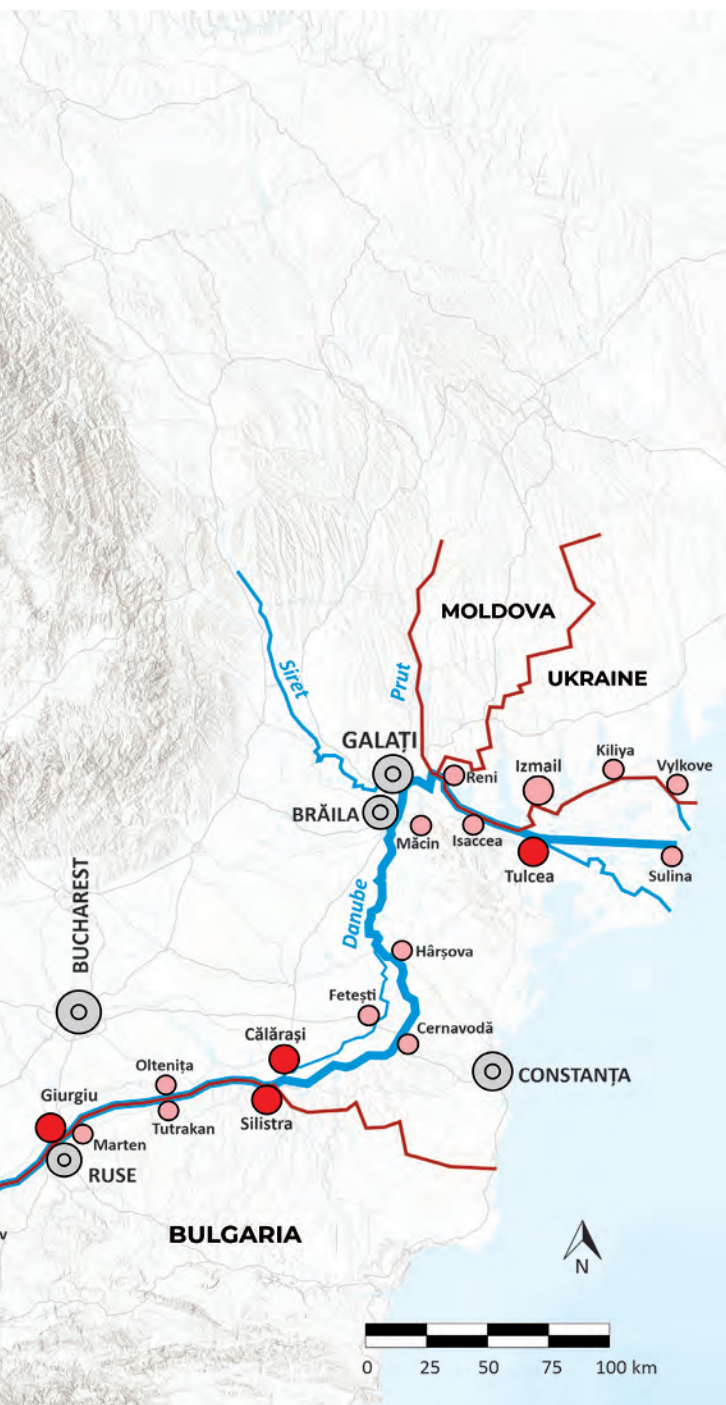 MOLDOVA
UKRAINE
Siret
Prut
GALAȚI
Reni
Izmail
Kiliya
Vylkove
BRĂILA
Măcin
Isaccea
Tulcea
Sulina
Danube
BUCHAREST
Hârșova
Fetești
Călărași
Cernavodă
Oltenița
CONSTANȚA
Giurgiu
Silistra
Tutrakan
Marten
RUSE
v
BULGARIA
N
0 25 50 75 100 km